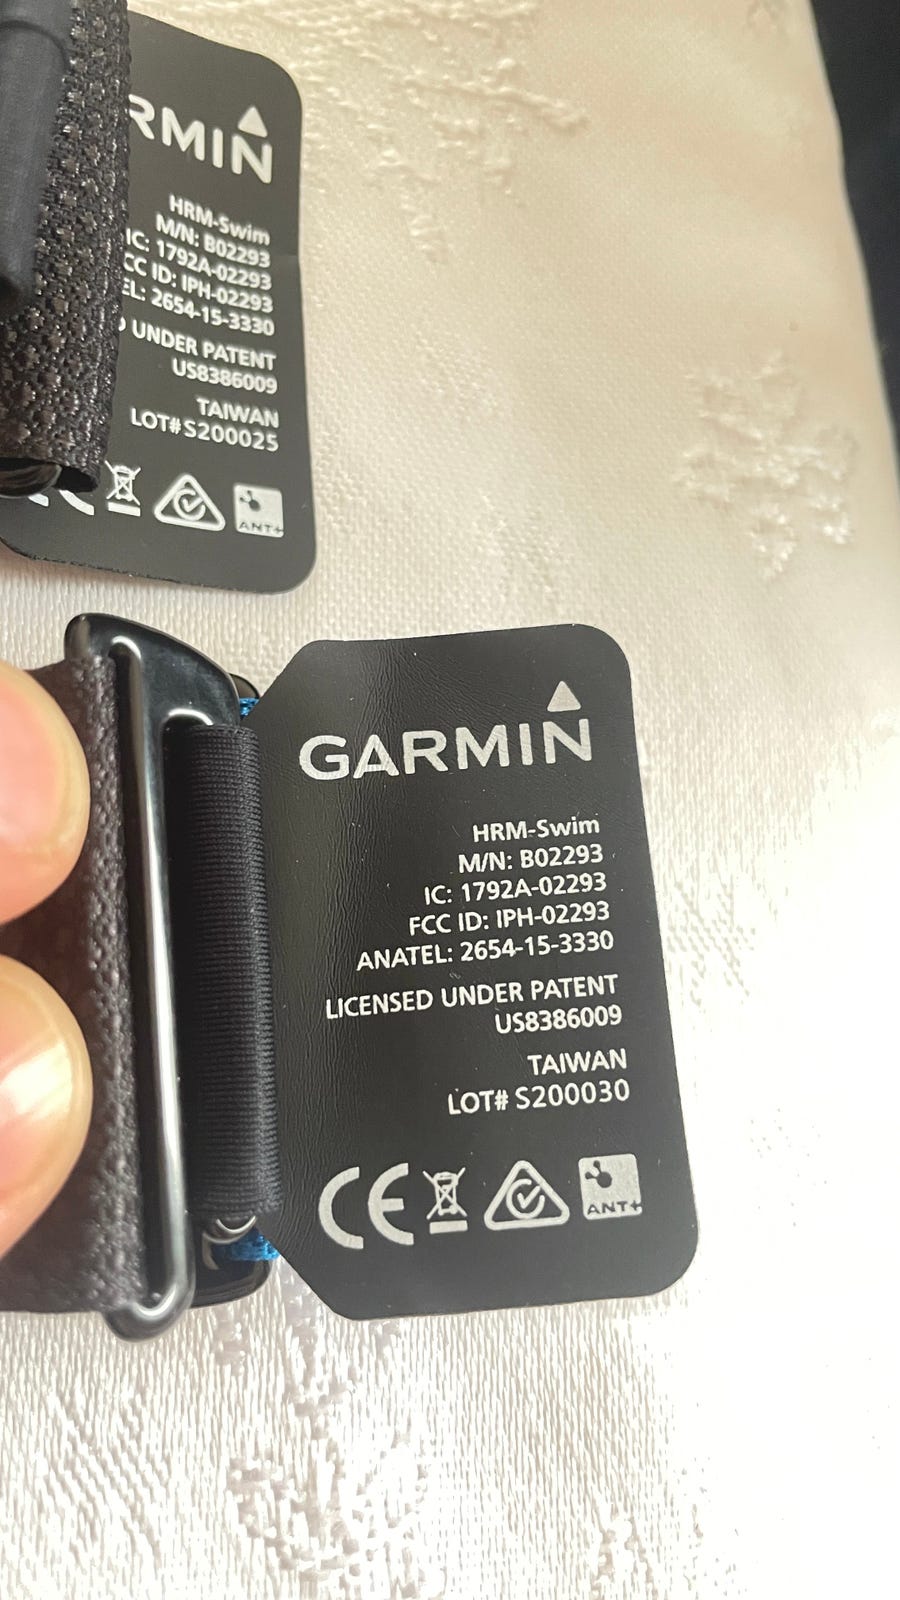 RMIN
HRM-Swim
M/N: B02293
IC: 1792A-02293
CC ID: IPH-02293
EL: 2654-15-3330
D UNDER PATENT
US8386009
TAIWAN
LOT# S200025
CE
ANT+
GARMIN
HRM-Swim
M/N: B02293
IC: 1792A-02293
FCC ID: IPH-02293
ANATEL: 2654-15-3330
LICENSED UNDER PATENT
US8386009
TAIWAN
LOT# S200030
CE ANT+